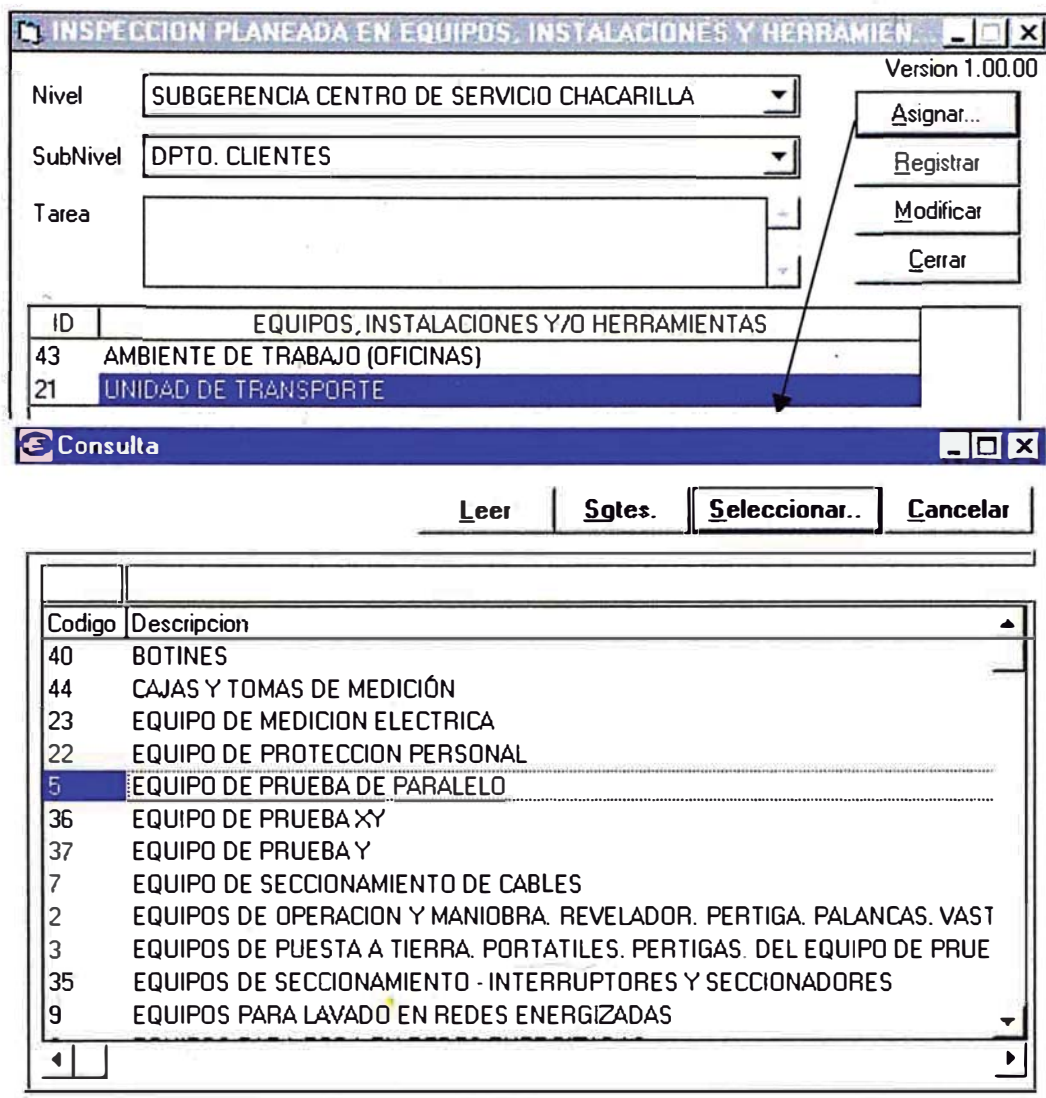 INSPECCION PLANEADA EN EQUIPOS, INSTALACIONES Y HERRAMIEN...
Version 1.00.00
Nivel SUBGERENCIA CENTRO DE SERVICIO CHACARILLA
Asignar...
SubNivel DPTO. CLIENTES
Registrar
Tarea
Modificar
Cerrar
ID EQUIPOS, INSTALACIONES Y/O HERRAMIENTAS
43 AMBIENTE DE TRABAJO (OFICINAS)
21 UNIDAD DE TRANSPORTE
Consulta
Leer Sgtes. Seleccionar.. Cancelar
Codigo Descripcion
40 BOTINES
44 CAJAS Y TOMAS DE MEDICIÓN
23 EQUIPO DE MEDICION ELECTRICA
22 EQUIPO DE PROTECCION PERSONAL
5 EQUIPO DE PRUEBA DE PARALELO
36 EQUIPO DE PRUEBA XY
37 EQUIPO DE PRUEBA Y
7 EQUIPO DE SECCIONAMIENTO DE CABLES
2 EQUIPOS DE OPERACION Y MANIOBRA. REVELADOR. PERTIGA. PALANCAS. VAST
3 EQUIPOS DE PUESTA A TIERRA. PORTATILES. PERTIGAS. DEL EQUIPO DE PRUE
35 EQUIPOS DE SECCIONAMIENTO - INTERRUPTORES Y SECCIONADORES
9 EQUIPOS PARA LAVADO EN REDES ENERGIZADAS